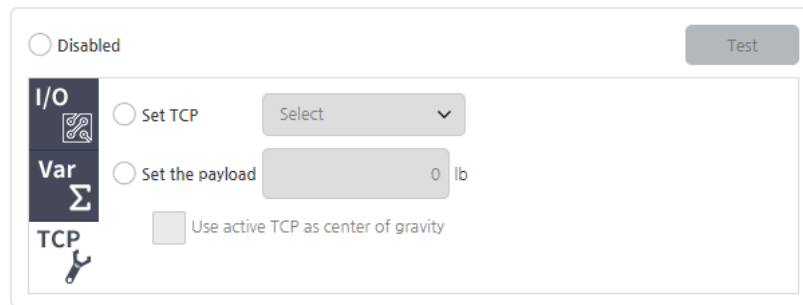 Disabled
Test
I/O
Set TCP
Select
Var
Σ
Set the payload
0 lb
Use active TCP as center of gravity
TCP